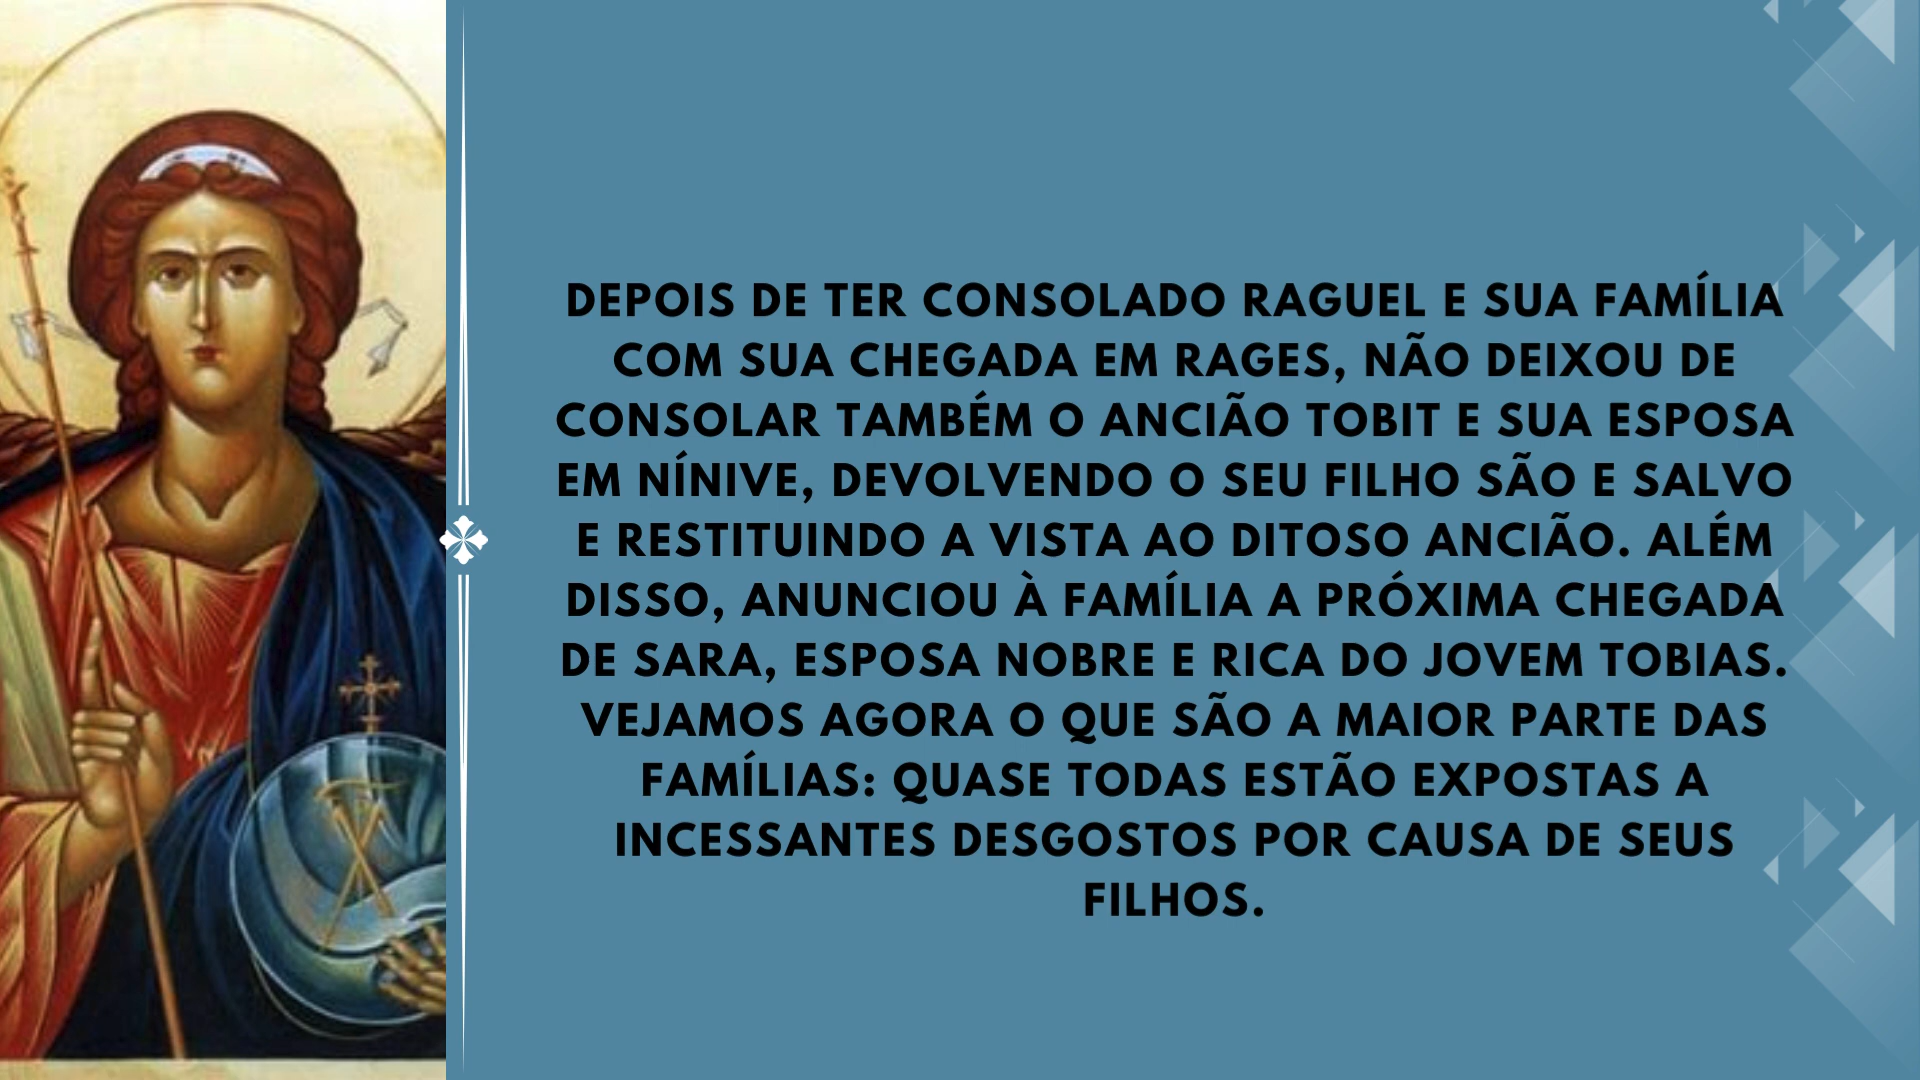 DEPOIS DE TER CONSOLADO RAGUEL E SUA FAMÍLIA
COM SUA CHEGADA EM RAGES, NÃO DEIXOU DE
CONSOLAR TAMBÉM O ANCIÃO TOBIT E SUA ESPOSA
EM NÍNIVE, DEVOLVENDO O SEU FILHO SÃO E SALVO
E RESTITUINDO A VISTA AO DITOSO ANCIÃO. ALÉM
DISSO, ANUNCIOU À FAMÍLIA A PRÓXIMA CHEGADA
DE SARA, ESPOSA NOBRE E RICA DO JOVEM TOBIAS.
VEJAMOS AGORA O QUE SÃO A MAIOR PARTE DAS
FAMÍLIAS: QUASE TODAS ESTÃO EXPOSTAS A
INCESSANTES DESGOSTOS POR CAUSA DE SEUS
FILHOS.